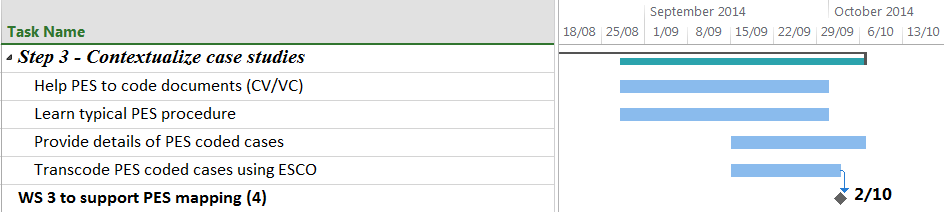 September 2014 October 2014
Task Name 18/08 25/08 1/09 8/09 15/09 22/09 29/09 6/10 13/10
Step 3 - Contextualize case studies
Help PES to code documents (CV/VC)
Learn typical PES procedure
Provide details of PES coded cases
Transcode PES coded cases using ESCO
WS 3 to support PES mapping (4) 2/10